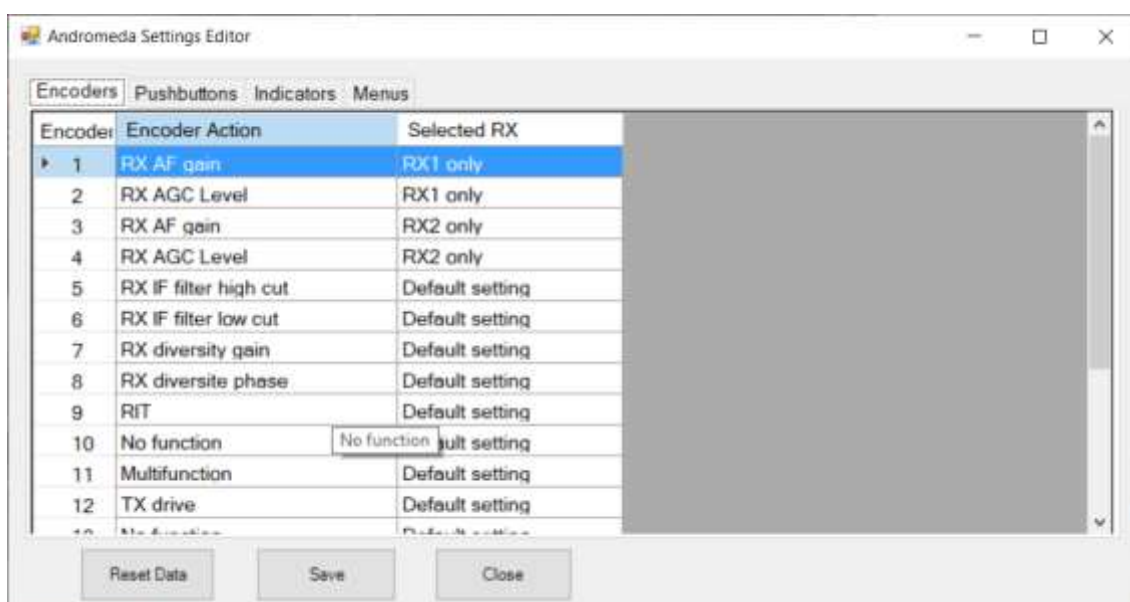 Andromeda Settings Editor
Encoders Pushbuttons Indicators Menus
Encoder Encoder Action Selected RX
1 RX AF gain RX1 only
2 RX AGC Level RX1 only
3 RX AF gain RX2 only
4 RX AGC Level RX2 only
5 RX IF filter high cut Default setting
6 RX IF filter low cut Default setting
7 RX diversity gain Default setting
8 RX diversite phase Default setting
9 RIT Default setting
10 No function No function ault setting
11 Multifunction Default setting
12 TX drive Default setting
Reset Data Save Close